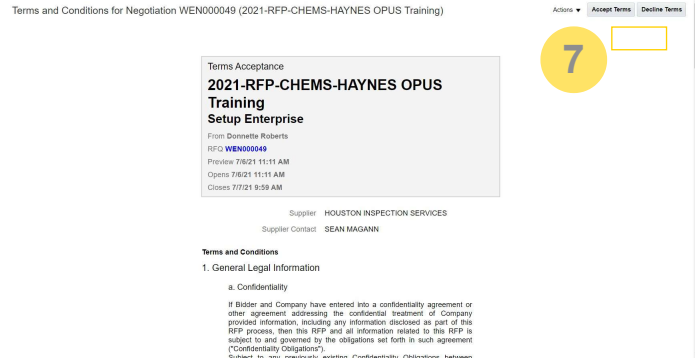 Terms and Conditions for Negotiation WEN000049 (2021-RFP-CHEMS-HAYNES OPUS Training)
Actions Accept Terms Decline Terms
7
Terms Acceptance
2021-RFP-CHEMS-HAYNES OPUS
Training
Setup Enterprise
From Donnette Roberts
RFQ WEN000049
Preview 7/6/21 11:11 AM
Opens 7/6/21 11:11 AM
Closes 7/7/21 9:59 AM
Supplier HOUSTON INSPECTION SERVICES
Supplier Contact SEAN MAGANN
Terms and Conditions
1. General Legal Information
a. Confidentiality
If Bidder and Company have entered into a confidentiality agreement or
other agreement addressing the confidential treatment of Company
provided information, including any information disclosed as part of this
RFP process, then this RFP and all information related to this RFP is
subject to and governed by the obligations set forth in such agreement
("Confidentiality Obligations").
Subject to any previously existing Confidentiality Obligations between